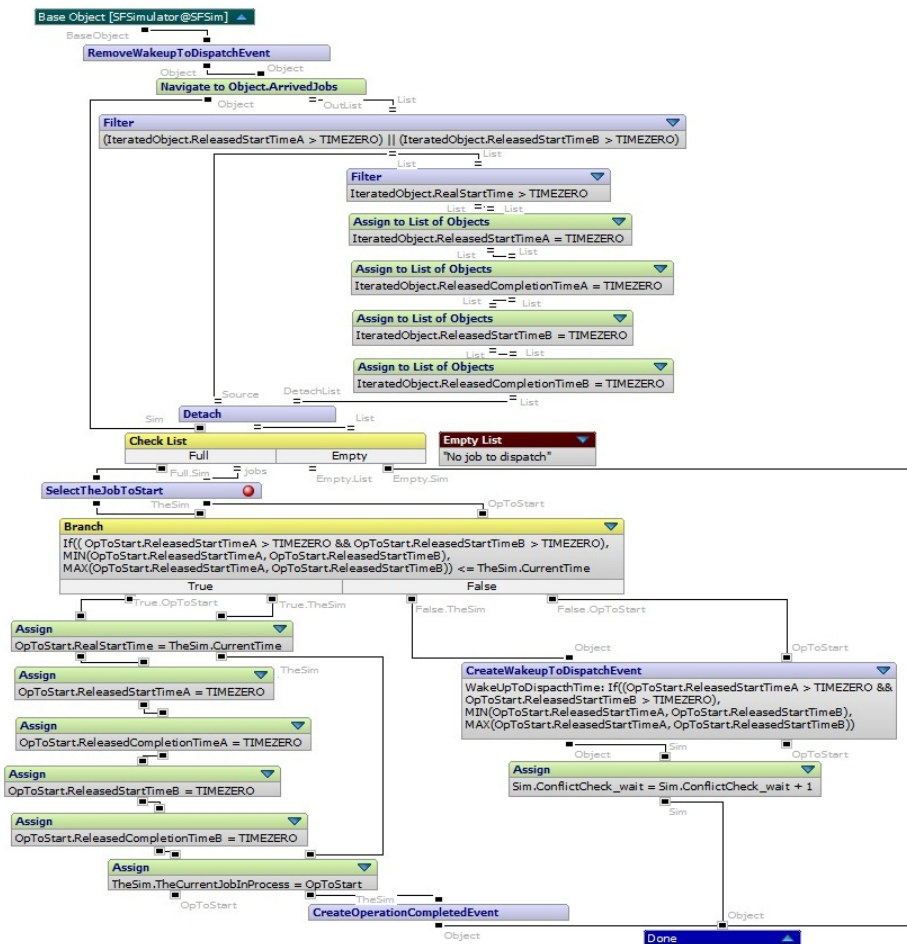 Base Object [SFSimulator@SFSim]
BaseObject
RemoveWakeupToDispatchEvent
Object
Object
Navigate to Object.ArrivedJobs
Object
OutList
List
Filter
(IteratedObject.ReleasedStartTimeA > TIMEZERO) || (IteratedObject.ReleasedStartTimeB > TIMEZERO)
List
List
Filter
IteratedObject.RealStartTime > TIMEZERO
List
List
Assign to List of Objects
IteratedObject.ReleasedStartTimeA = TIMEZERO
List
List
Assign to List of Objects
IteratedObject.ReleasedCompletionTimeA = TIMEZERO
List
List
Assign to List of Objects
IteratedObject.ReleasedStartTimeB = TIMEZERO
List
List
Assign to List of Objects
IteratedObject.ReleasedCompletionTimeB = TIMEZERO
List
Source
DetachList
Sim
Detach
List
Check List
Full
Empty
Empty List
"No job to dispatch"
Full.Sim
jobs
Empty.List
Empty.Sim
SelectTheJobToStart
TheSim
OpToStart
Branch
If(( OpToStart.ReleasedStartTimeA > TIMEZERO && OpToStart.ReleasedStartTimeB > TIMEZERO),
MIN(OpToStart.ReleasedStartTimeA, OpToStart.ReleasedStartTimeB),
MAX(OpToStart.ReleasedStartTimeA, OpToStart.ReleasedStartTimeB)) <= TheSim.CurrentTime
True
False
True.OpToStart
True.TheSim
False.TheSim
False.OpToStart
Assign
OpToStart.RealStartTime = TheSim.CurrentTime
Object
OpToStart
.TheSim
Assign
OpToStart.ReleasedStartTimeA = TIMEZERO
CreateWakeupToDispatchEvent
WakeUpToDispacthTime: If((OpToStart.ReleasedStartTimeA > TIMEZERO &&
OpToStart.ReleasedStartTimeB > TIMEZERO),
MIN(OpToStart.ReleasedStartTimeA, OpToStart.ReleasedStartTimeB),
MAX(OpToStart.ReleasedStartTimeA, OpToStart.ReleasedStartTimeB))
Assign
OpToStart.ReleasedCompletionTimeA = TIMEZERO
Object
Sim
OpToStart
Assign
OpToStart.ReleasedStartTimeB = TIMEZERO
Assign
Sim.ConflictCheck_wait = Sim.ConflictCheck_wait + 1
Sim
Assign
OpToStart.ReleasedCompletionTimeB = TIMEZERO
Assign
TheSim.TheCurrentJobInProcess = OpToStart
OpToStart
TheSim
CreateOperationCompletedEvent
Object
Object
Done